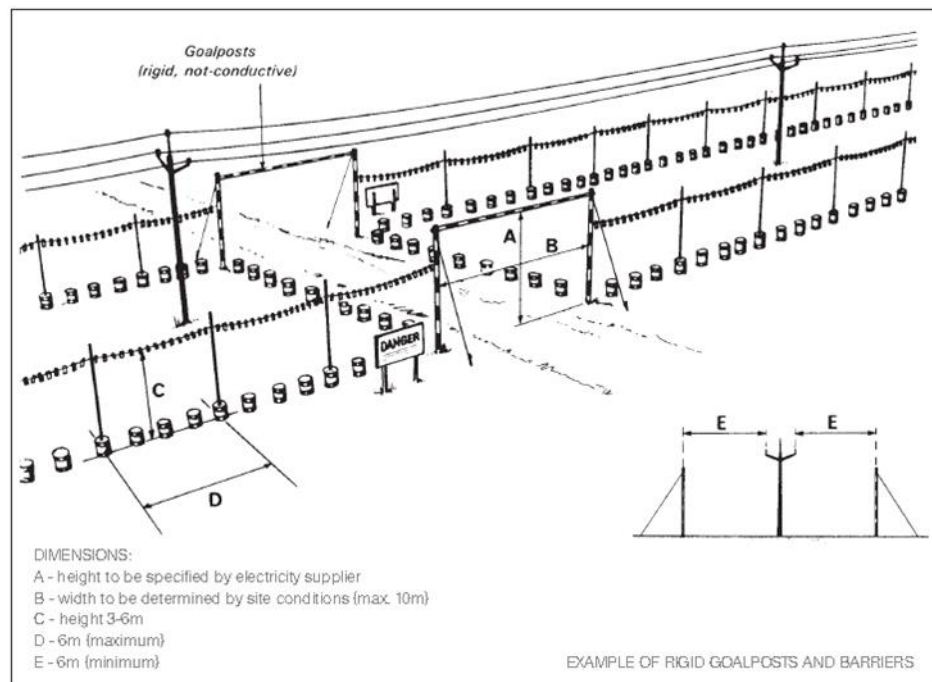 Goalposts
(rigid, not-conductive)
A
B
DANGER
C
D
E E
DIMENSIONS:
A - height to be specified by electricity supplier
B - width to be determined by site conditions (max. 10m)
C - height 3-6m
D - 6m (maximum)
E - 6m (minimum)
EXAMPLE OF RIGID GOALPOSTS AND BARRIERS